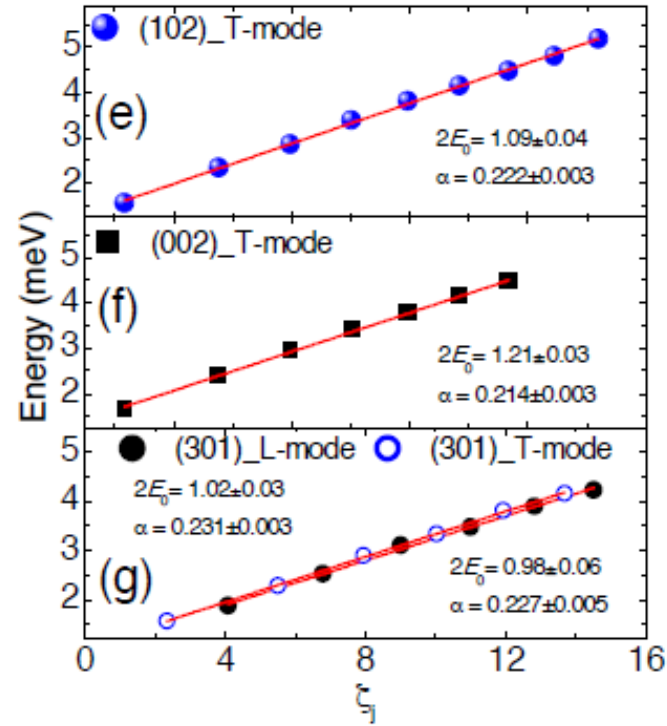 (102)_T-mode
5
4
3
2
(e)
2E₀= 1.09±0.04
α = 0.222±0.003
(002)_T-mode
5
4
3
2
(f)
2E₀= 1.21±0.03
α = 0.214±0.003
Energy (meV)
(301)_L-mode (301)_T-mode
5
4
3
2
2E₀= 1.02±0.03
α = 0.231±0.003
(g)
2E₀= 0.98±0.06
α = 0.227±0.005
0 4 8 12 16
ζⱼ